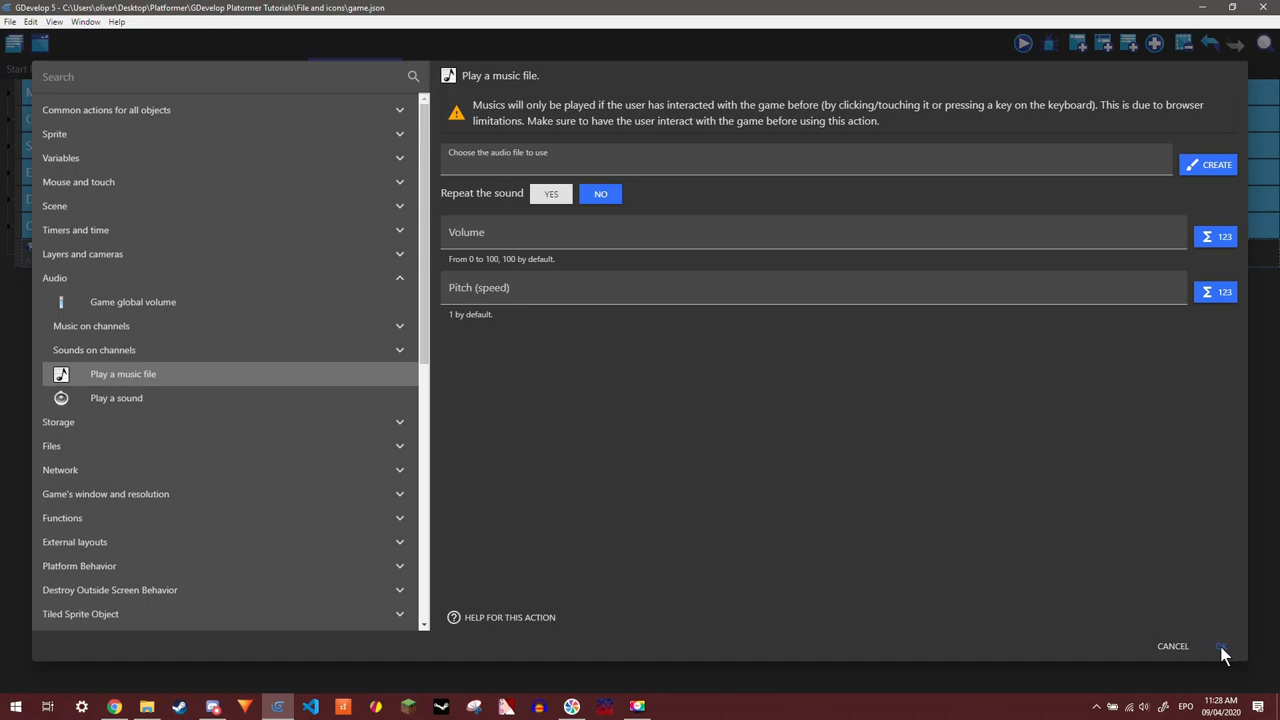 GDevelop 5 - C:\Users\oliver\Desktop\Platformer\GDevelop Platormer Tutorials\File and icons\game.json
File Edit View Window Help
Search
Play a music file.
Musics will only be played if the user has interacted with the game before (by clicking/touching it or pressing a key on the keyboard). This is due to browser
limitations. Make sure to have the user interact with the game before using this action.
Common actions for all objects
Sprite
Variables
Mouse and touch
Scene
Timers and time
Layers and cameras
Audio
Game global volume
Music on channels
Sounds on channels
Play a music file
Play a sound
Storage
Files
Network
Game's window and resolution
Functions
External layouts
Platform Behavior
Destroy Outside Screen Behavior
Tiled Sprite Object
Choose the audio file to use
CREATE
Repeat the sound YES NO
Volume
Σ 123
From 0 to 100, 100 by default.
Pitch (speed)
Σ 123
1 by default.
HELP FOR THIS ACTION
CANCEL OK
EPO
11:28 AM
09/04/2020